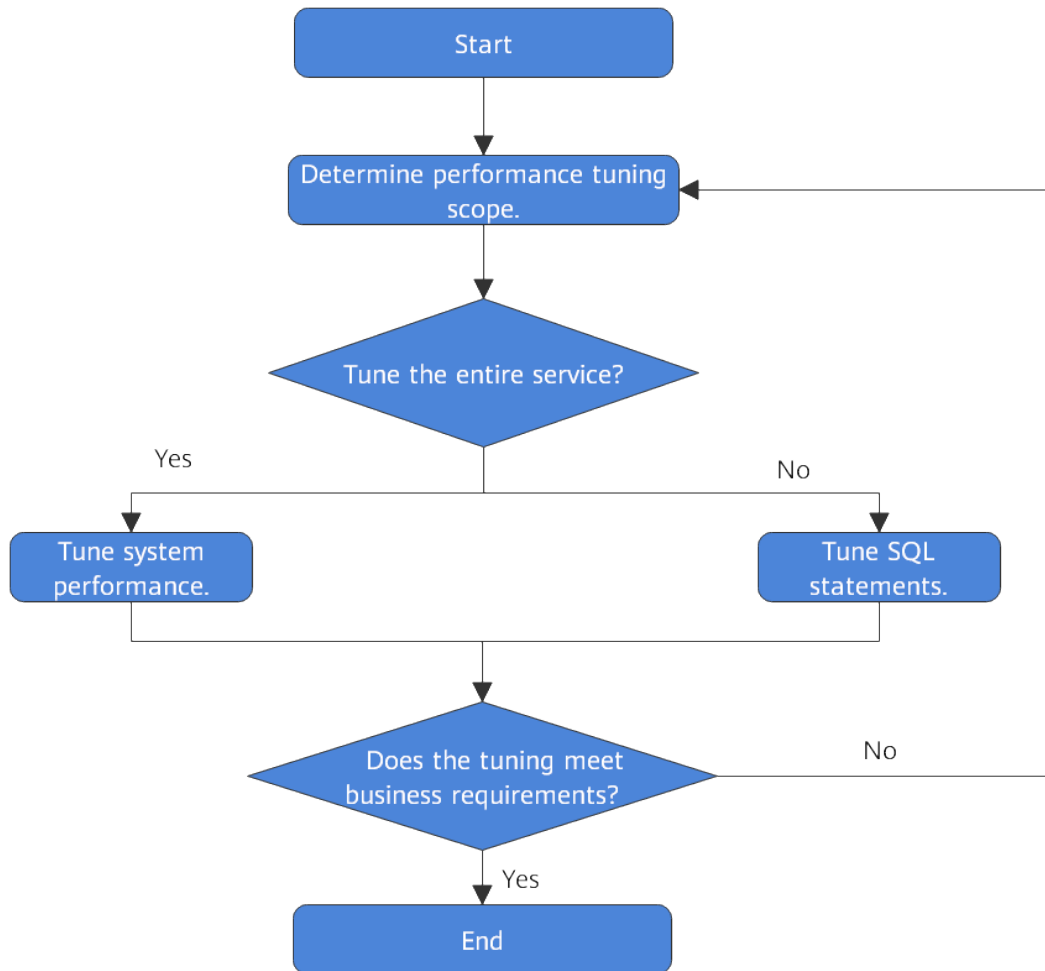 Start
Determine performance tuning
scope.
Tune the entire service?
Yes
No
Tune system
performance.
Tune SQL
statements.
Does the tuning meet
business requirements?
No
Yes
End